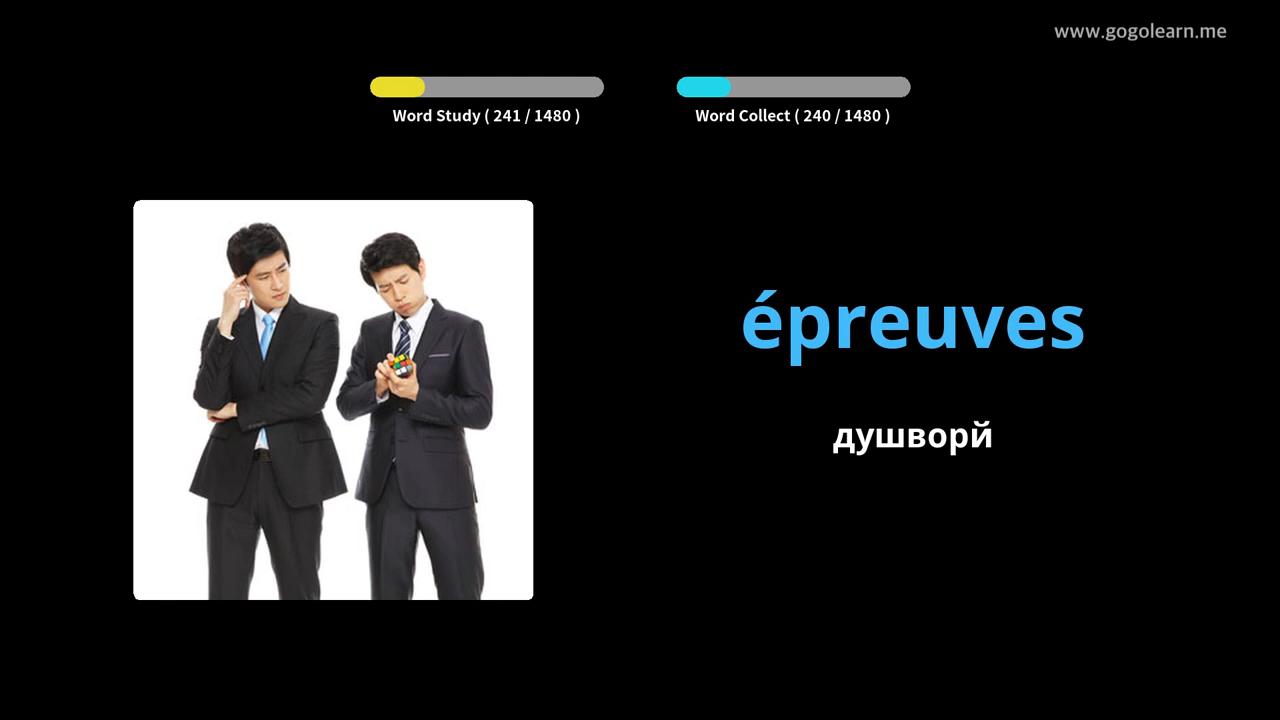 www.gogolearn.me
Word Study ( 241 / 1480 )
Word Collect ( 240 / 1480 )
épreuves
душворӣ